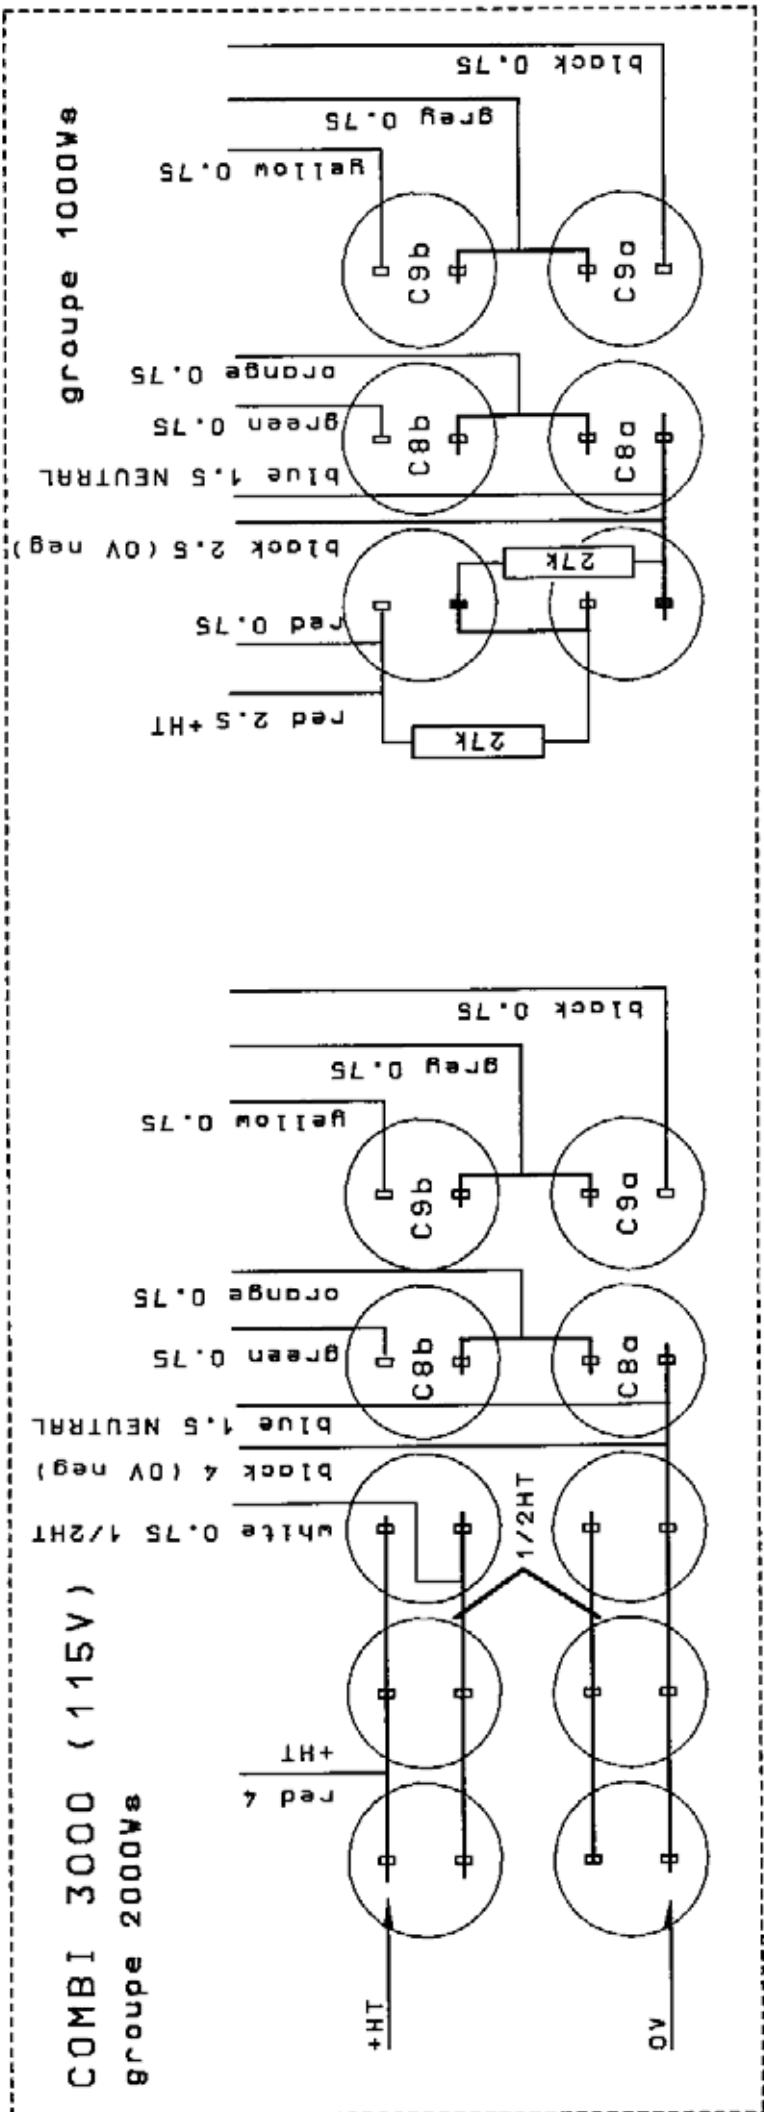 COMBI 3000 (115V)
groupe 2000Ws
+HT
0V
red 4
+HT
white 0.75 1/2HT
1/2HT
black 4 (0V neg)
blue 1.5 NEUTRAL
green 0.75
orange 0.75
C8b
C8a
yellow 0.75
grey 0.75
black 0.75
C9b
C9a
groupe 1000Ws
red 2.5 +HT
27k
red 0.75
27k
black 2.5 (0V neg)
blue 1.5 NEUTRAL
green 0.75
orange 0.75
C8b
C8a
yellow 0.75
grey 0.75
black 0.75
C9b
C9a